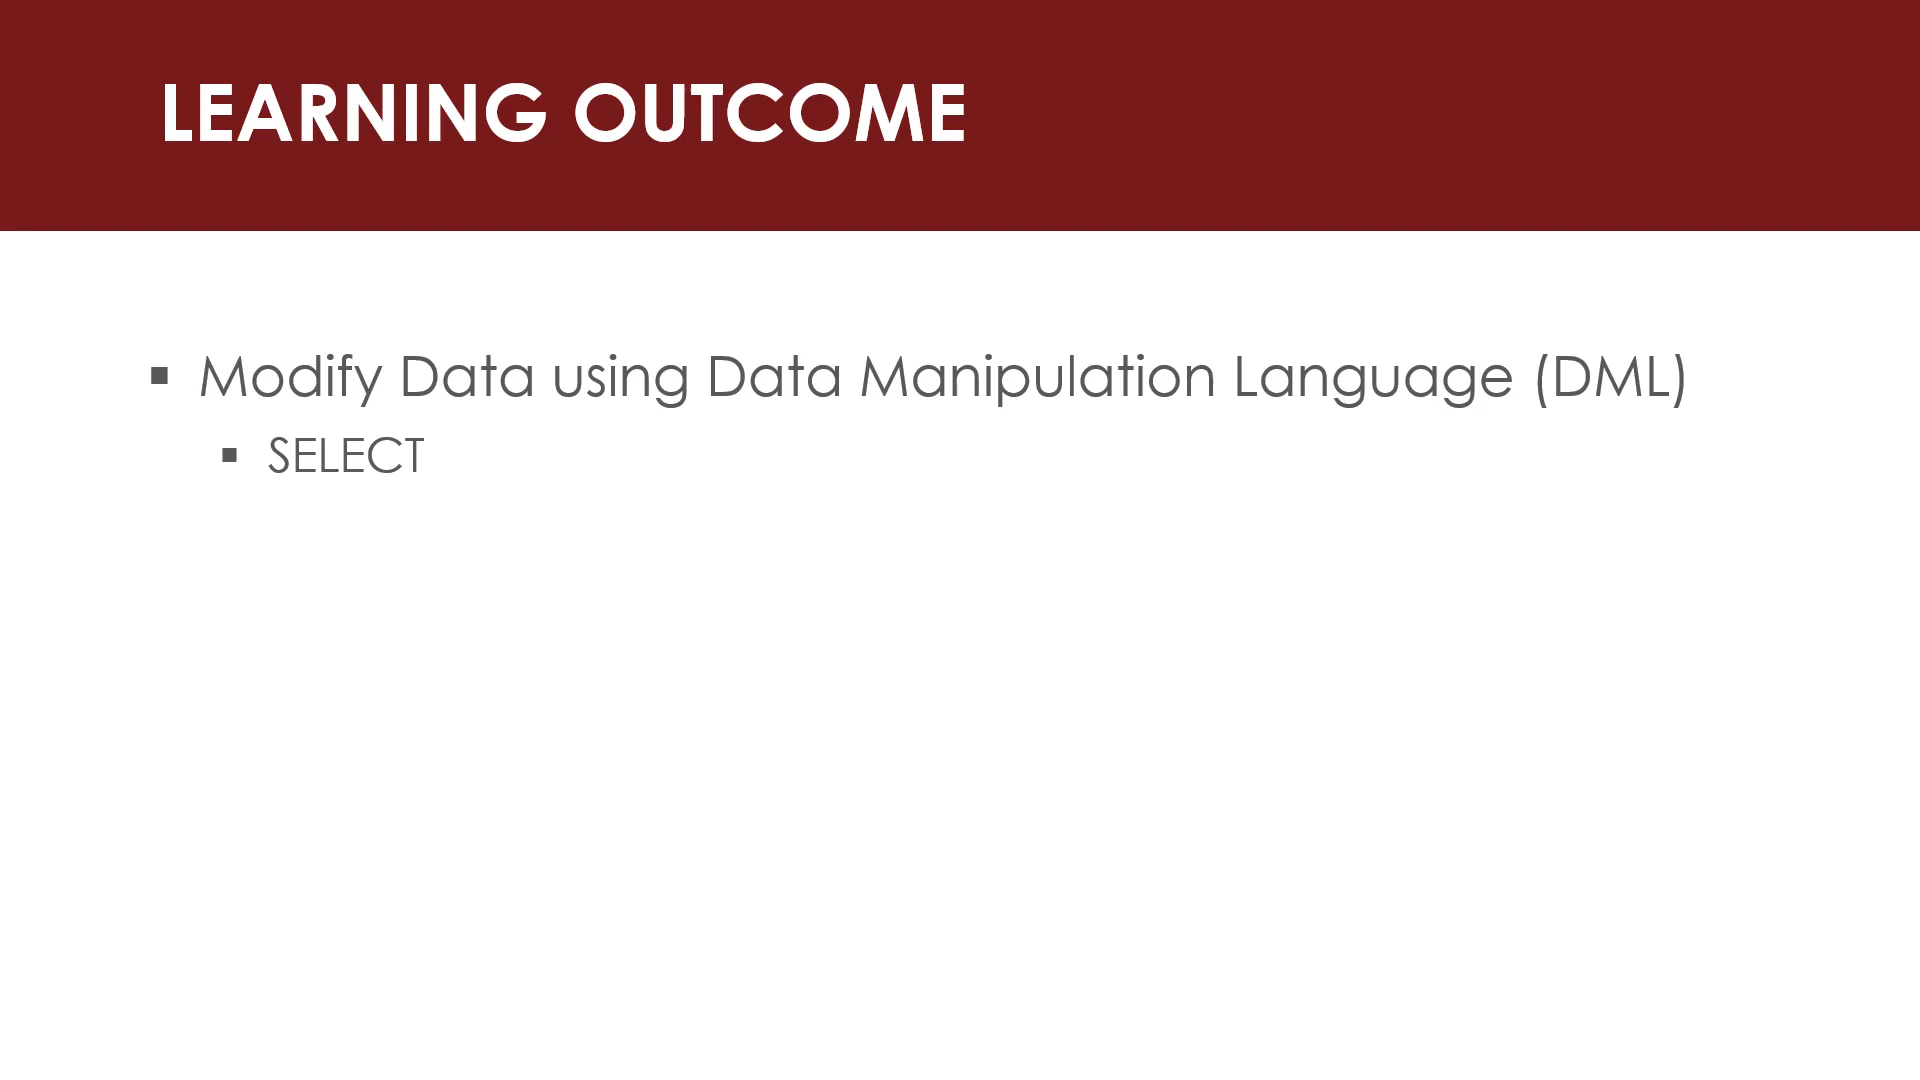 LEARNING OUTCOME
▪ Modify Data using Data Manipulation Language (DML)
▪ SELECT